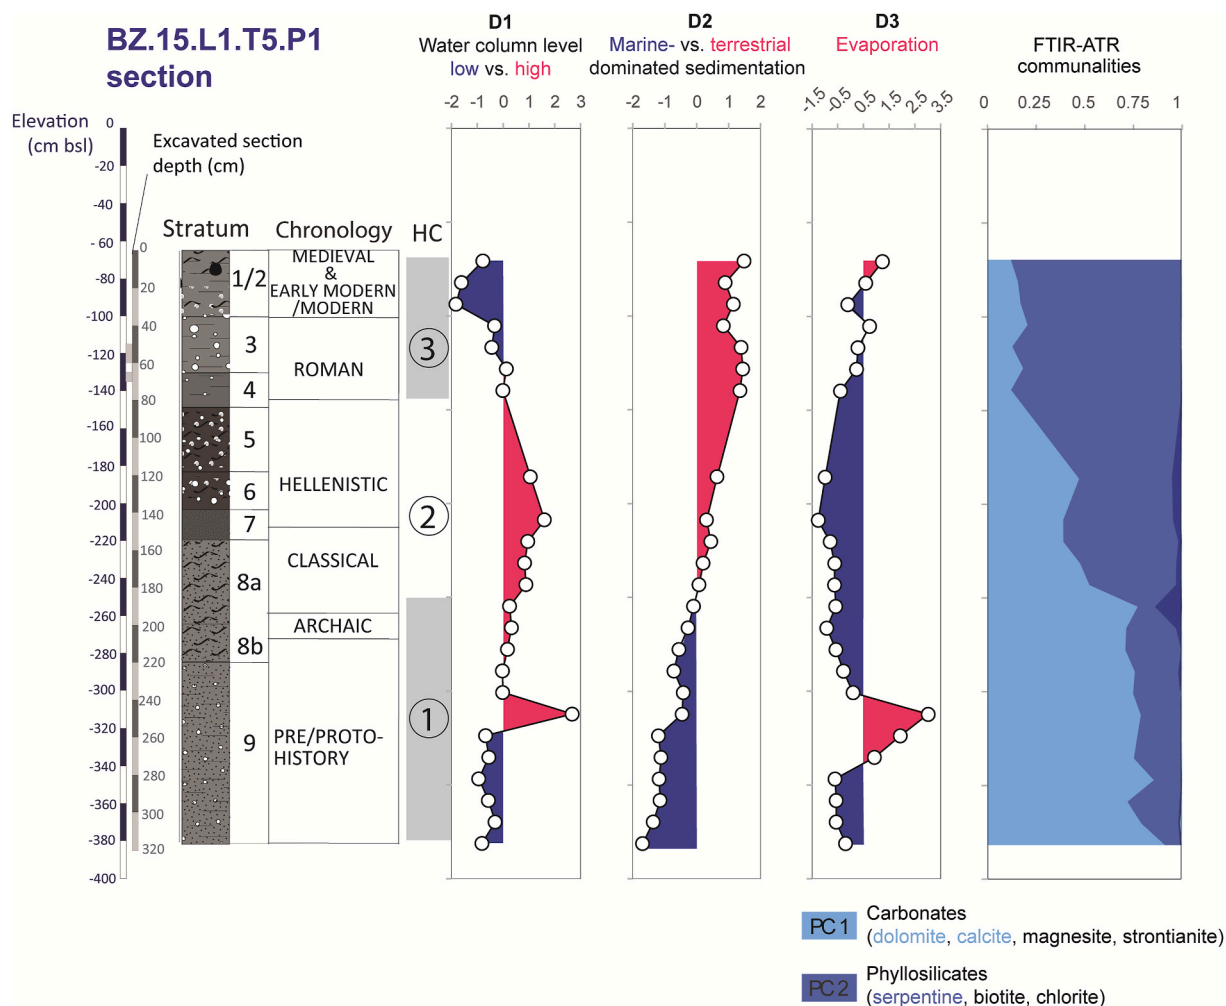 BZ.15.L1.T5.P1
section
D1
Water column level
low vs. high
D2
Marine- vs. terrestrial
dominated sedimentation
D3
Evaporation
FTIR-ATR
communalities
-2 -1 0 1 2 3
-2 -1 0 1 2
-1.5 -0.5 0.5 1.5 2.5 3.5
0 0.25 0.5 0.75 1
Elevation
(cm bsl)
Excavated section
depth (cm)
0
-20
-40
- 60
-80
-100
-120
-140
-160
-180
-200
-220
-240
-260
-280
-300
-320
-340
-360
-380
-400
0
20
40
60
80
100
120
140
160
180
200
220
240
260
280
300
320
Stratum
1/2
3
4
5
6
7
8a
8b
9
Chronology
MEDIEVAL
&
EARLY MODERN
/MODERN
ROMAN
HELLENISTIC
CLASSICAL
ARCHAIC
PRE/PROTO-
HISTORY
HC
3
2
1
PC 1
Carbonates
(dolomite, calcite, magnesite, strontianite)
PC 2
Phyllosilicates
(serpentine, biotite, chlorite)